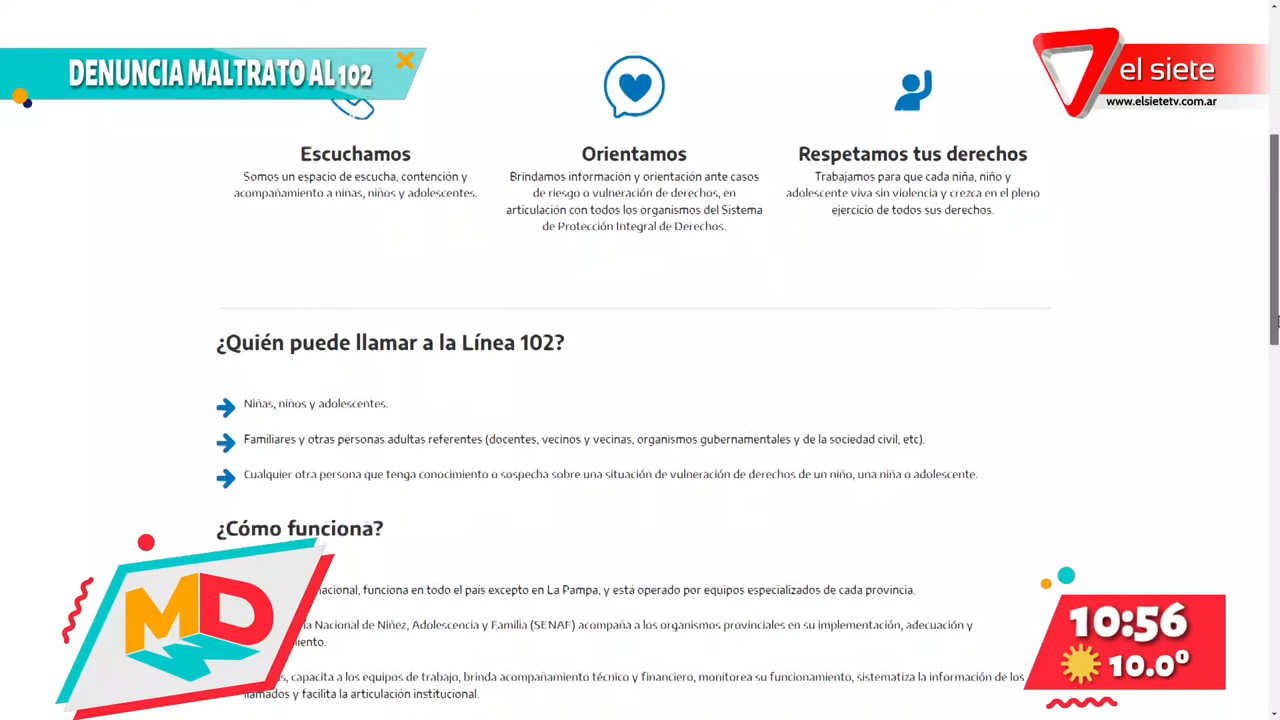 DENUNCIA MALTRATO AL 102
el siete
www.elsietetv.com.ar
Escuchamos
Somos un espacio de escucha, contención y
acompañamiento a niñas, niños y adolescentes.
Orientamos
Brindamos información y orientación ante casos
de riesgo o vulneración de derechos, en
articulación con todos los organismos del Sistema
de Protección Integral de Derechos.
Respetamos tus derechos
Trabajamos para que cada niña, niño y
adolescente viva sin violencia y crezca en el pleno
ejercicio de todos sus derechos.
¿Quién puede llamar a la Línea 102?
Niñas, niños y adolescentes.
Familiares y otras personas adultas referentes (docentes, vecinos y vecinas, organismos gubernamentales y de la sociedad civil, etc).
Cualquier otra persona que tenga conocimiento o sospecha sobre una situación de vulneración de derechos de un niño, una niña o adolescente.
¿Cómo funciona?
funciona en todo el país excepto en La Pampa, y está operado por equipos especializados de cada provincia.
Nacional de Niñez, Adolescencia y Familia (SENAF) acompaña a los organismos provinciales en su implementación, adecuación y
capacita a los equipos de trabajo, brinda acompañamiento técnico y financiero, monitorea su funcionamiento, sistematiza la información de los
llamados y facilita la articulación institucional.
MD
10:56
10.0º